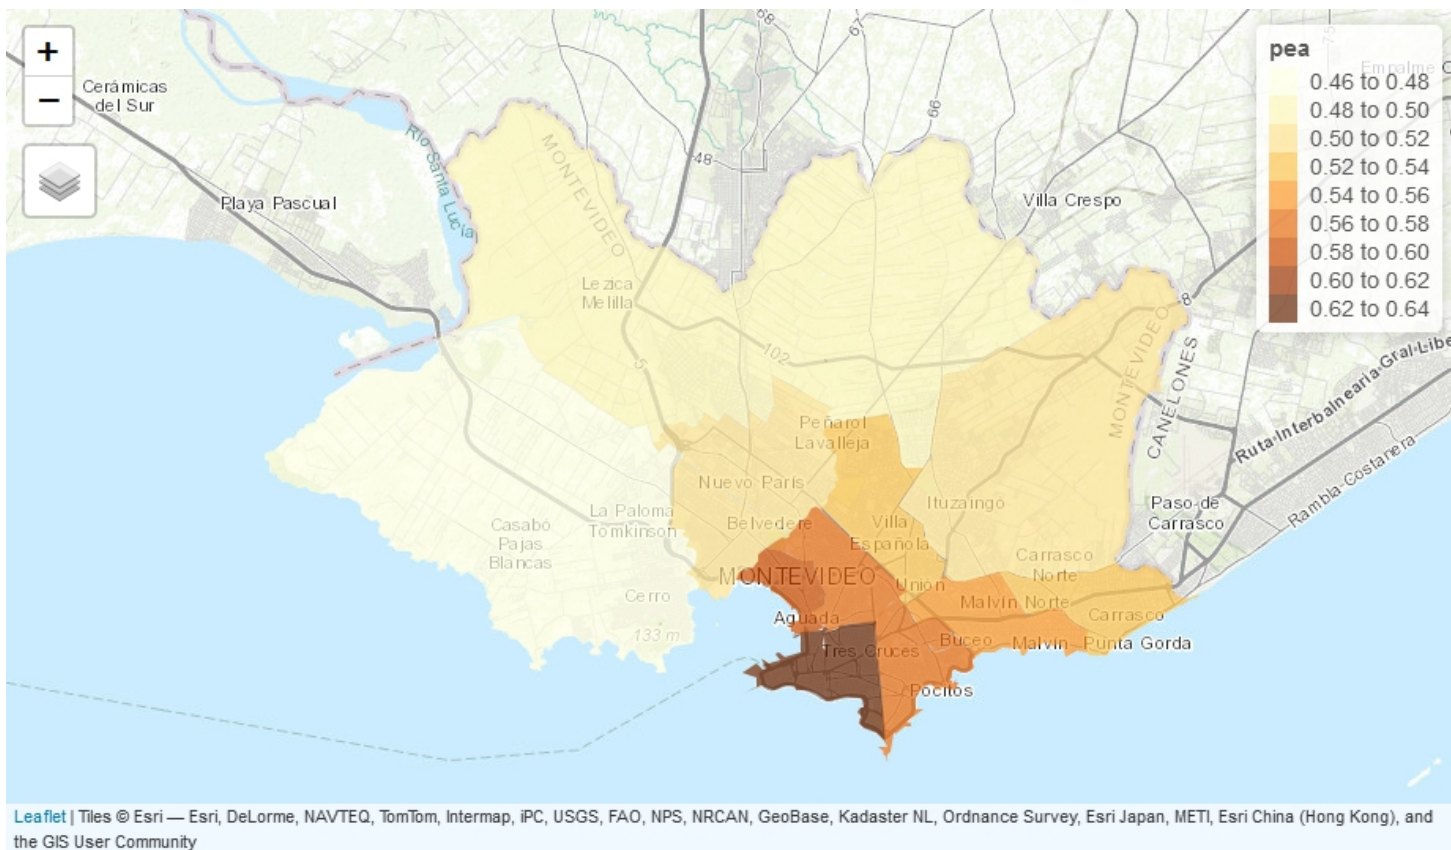 +
−
Cerámicas
del Sur
Río Santa Lucía
Playa Pascual
MONTEVIDEO
48
68
67
66
Villa Crespo
pea
Empalme
0.46 to 0.48
0.48 to 0.50
0.50 to 0.52
0.52 to 0.54
0.54 to 0.56
0.56 to 0.58
0.58 to 0.60
0.60 to 0.62
0.62 to 0.64
Lezica
Melilla
5
102
8
MONTEVIDEO
CANELONES
Ruta Interbalnearia Gral Libe
Rambla Costanera
Peñarol
Lavalleja
Nuevo París
Ituzaingó
Paso de
Carrasco
La Paloma
Tomkinson
Casabó
Pajas
Blancas
Belvedere
Villa
Española
Carrasco
Norte
MONTEVIDEO
Unión
Cerro
Malvín Norte
Carrasco
Aguada
133 m
Tres Cruces
Buceo
Malvín
Punta Gorda
Pocitos
Leaflet | Tiles © Esri — Esri, DeLorme, NAVTEQ, TomTom, Intermap, iPC, USGS, FAO, NPS, NRCAN, GeoBase, Kadaster NL, Ordnance Survey, Esri Japan, METI, Esri China (Hong Kong), and
the GIS User Community